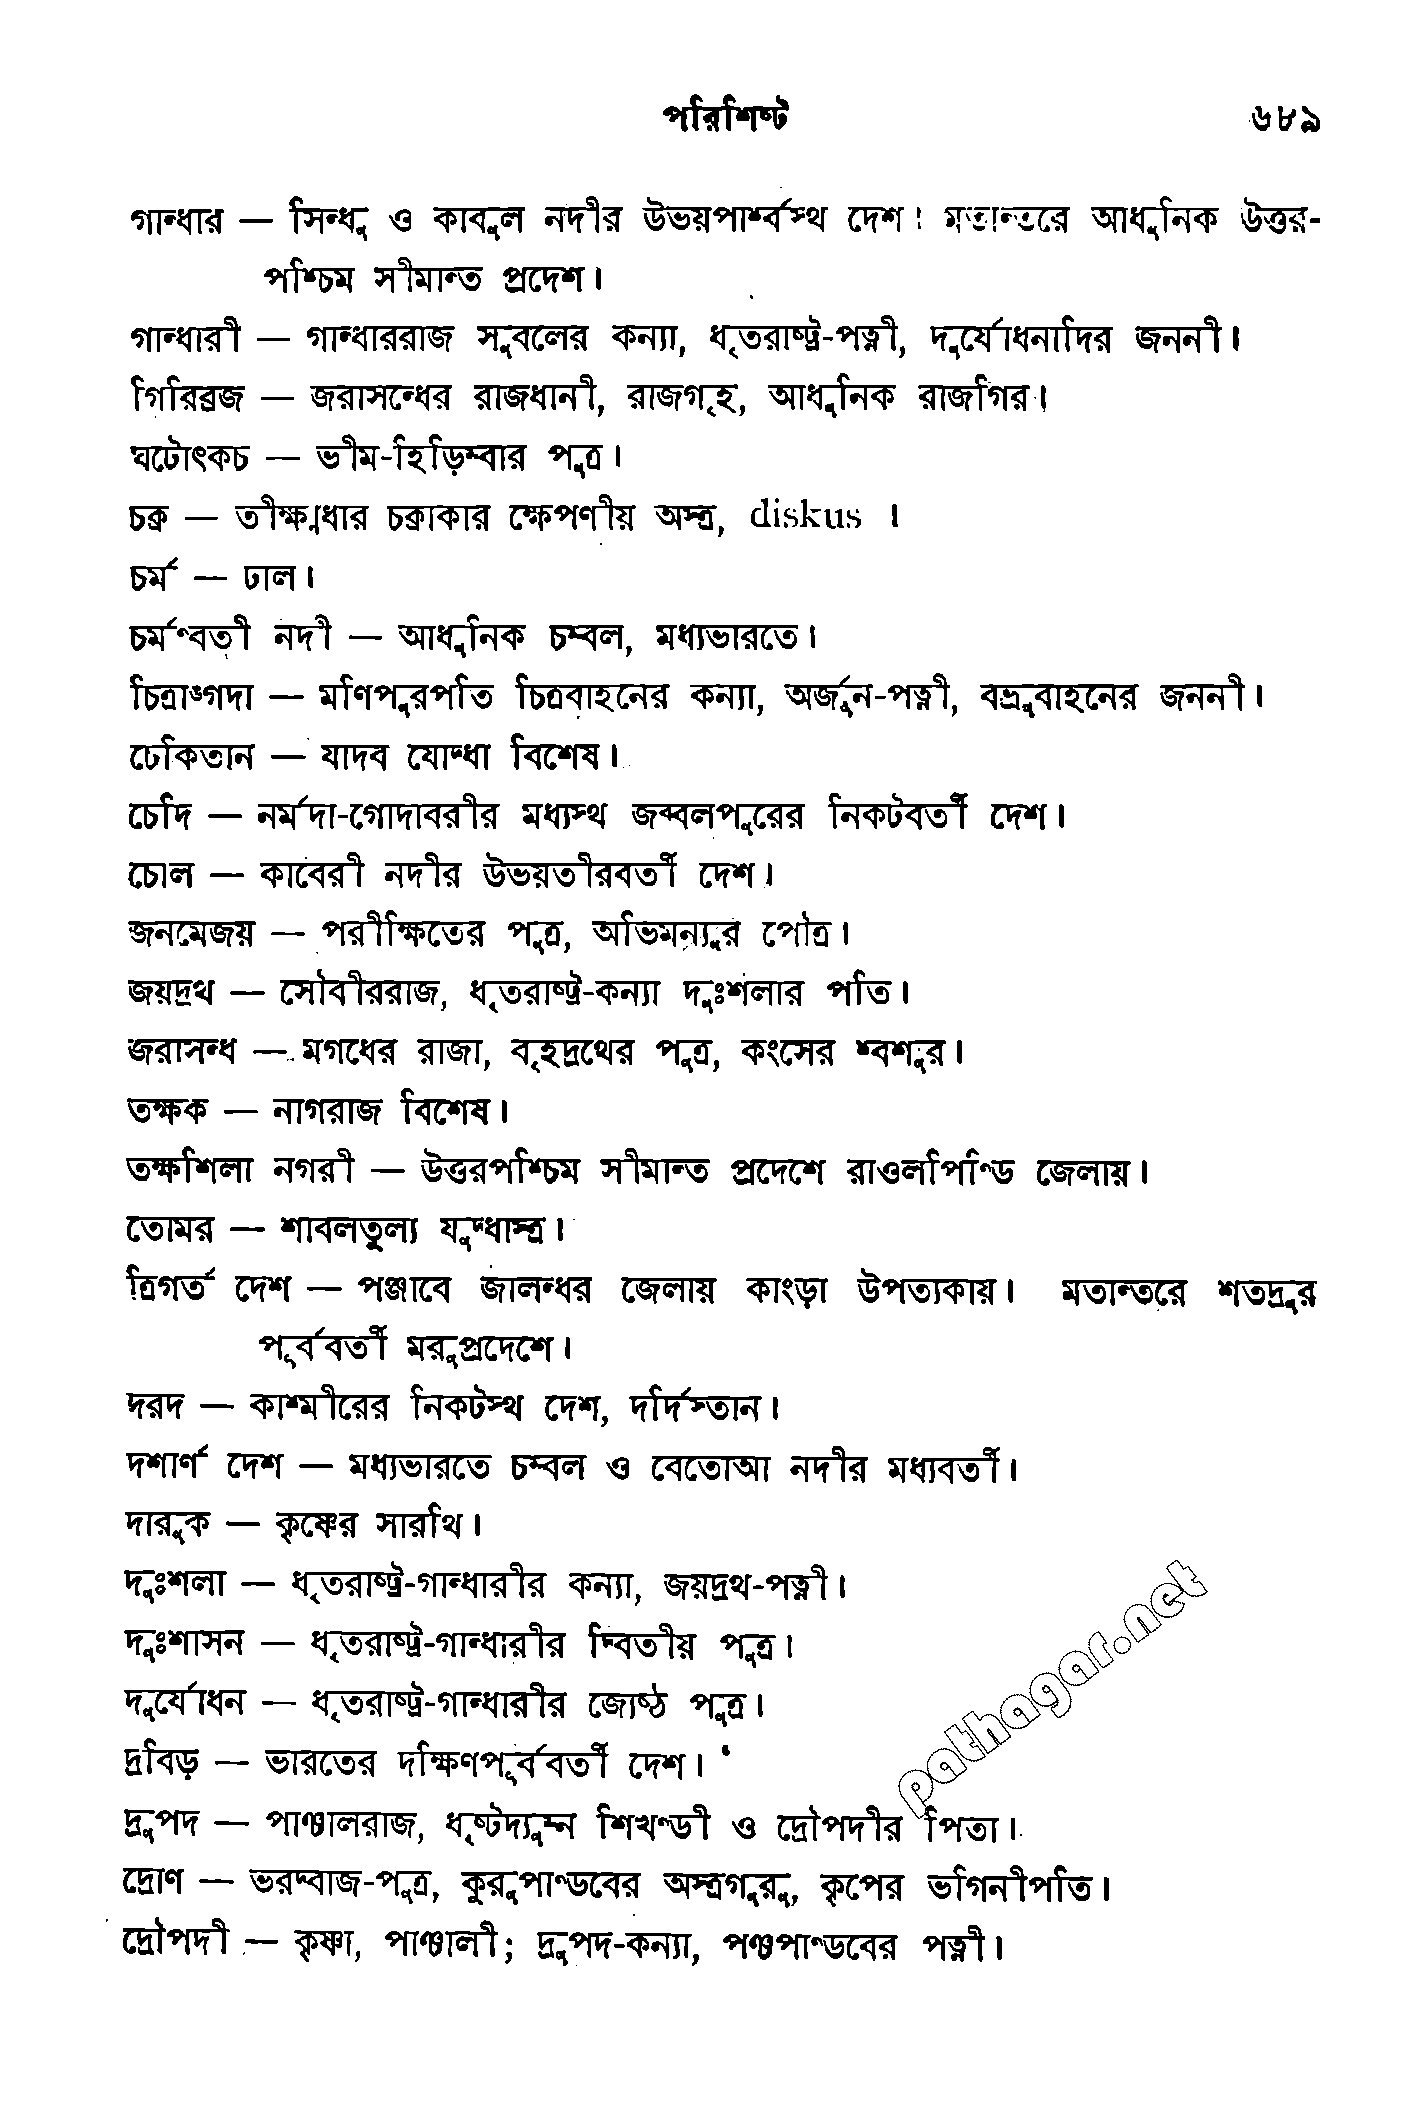 পরিশিষ্ট ৬৮৯
গান্ধার — সিন্ধু ও কাবুল নদীর উভয়পার্শ্বস্থ দেশ। মতান্তরে আধুনিক উত্তর-
পশ্চিম সীমান্ত প্রদেশ।
গান্ধারী — গান্ধাররাজ সুবলের কন্যা, ধৃতরাষ্ট্র-পত্নী, দুর্যোধনাদির জননী।
গিরিব্রজ — জরাসন্ধের রাজধানী, রাজগৃহ, আধুনিক রাজগির।
ঘটোৎকচ — ভীম-হিড়িম্বার পুত্র।
চক্র — তীক্ষ্ণধার চক্রাকার ক্ষেপণীয় অস্ত্র, diskus ।
চর্ম — ঢাল।
চর্মণ্বতী নদী — আধুনিক চম্বল, মধ্যভারতে।
চিত্রাঙ্গদা — মণিপুরপতি চিত্রবাহনের কন্যা, অর্জুন-পত্নী, বভ্রুবাহনের জননী।
চেকিতান — যাদব যোদ্ধা বিশেষ।
চেদি — নর্মদা-গোদাবরীর মধ্যস্থ জব্বলপুরের নিকটবর্তী দেশ।
চোল — কাবেরী নদীর উভয়তীরবর্তী দেশ।
জনমেজয় — পরীক্ষিতের পুত্র, অভিমন্যুর পৌত্র।
জয়দ্রথ — সৌবীররাজ, ধৃতরাষ্ট্র-কন্যা দুঃশলার পতি।
জরাসন্ধ — মগধের রাজা, বৃহদ্রথের পুত্র, কংসের শ্বশুর।
তক্ষক — নাগরাজ বিশেষ।
তক্ষশিলা নগরী — উত্তরপশ্চিম সীমান্ত প্রদেশে রাওলপিণ্ডি জেলায়।
তোমর — শাবলতুল্য যুদ্ধাস্ত্র।
ত্রিগর্ত দেশ — পঞ্জাবে জালন্ধর জেলায় কাংড়া উপত্যকায়। মতান্তরে শতদ্রুর
পূর্ববর্তী মরুপ্রদেশে।
দরদ — কাশ্মীরের নিকটস্থ দেশ, দর্দিস্তান।
দশার্ণ দেশ — মধ্যভারতে চম্বল ও বেতোআ নদীর মধ্যবর্তী।
দারুক — কৃষ্ণের সারথি।
দুঃশলা — ধৃতরাষ্ট্র-গান্ধারীর কন্যা, জয়দ্রথ-পত্নী।
দুঃশাসন — ধৃতরাষ্ট্র-গান্ধারীর দ্বিতীয় পুত্র।
দুর্যোধন — ধৃতরাষ্ট্র-গান্ধারীর জ্যেষ্ঠ পুত্র।
দ্রবিড় — ভারতের দক্ষিণপূর্ববর্তী দেশ।
দ্রুপদ — পাঞ্চালরাজ, ধৃষ্টদ্যুম্ন শিখণ্ডী ও দ্রৌপদীর পিতা।
দ্রোণ — ভরদ্বাজ-পুত্র, কুরুপাণ্ডবের অস্ত্রগুরু, কৃপের ভগিনীপতি।
দ্রৌপদী — কৃষ্ণা, পাঞ্চালী; দ্রুপদ-কন্যা, পঞ্চপাণ্ডবের পত্নী।
pathagar.net